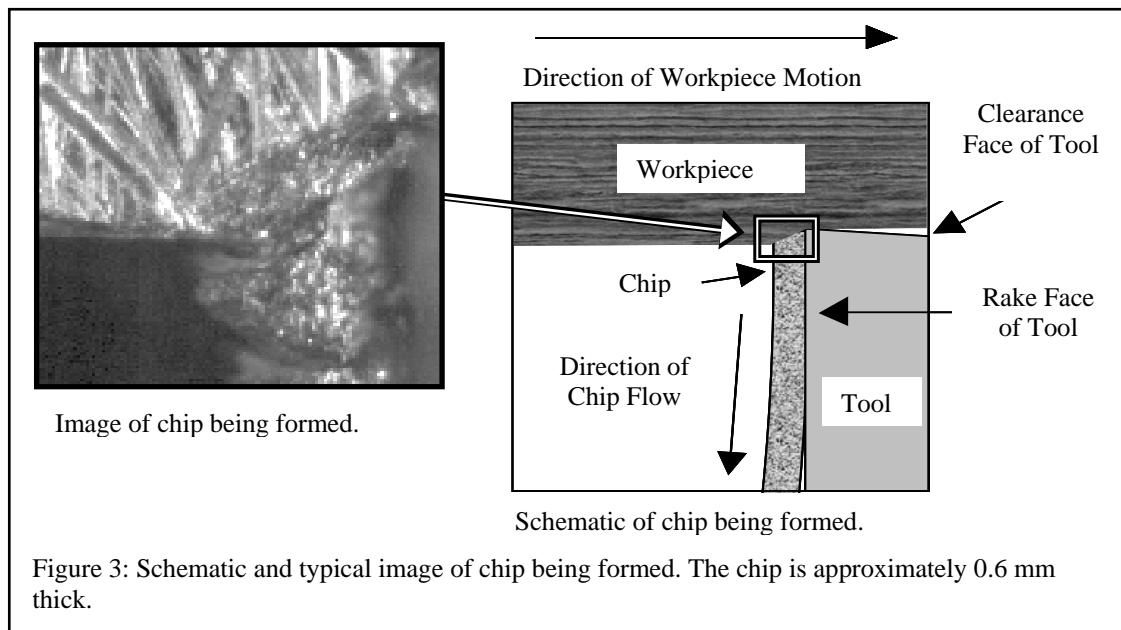 Direction of Workpiece Motion
Clearance
Face of Tool
Workpiece
Chip
Rake Face
of Tool
Direction of
Chip Flow
Tool
Image of chip being formed.
Schematic of chip being formed.
Figure 3: Schematic and typical image of chip being formed. The chip is approximately 0.6 mm
thick.